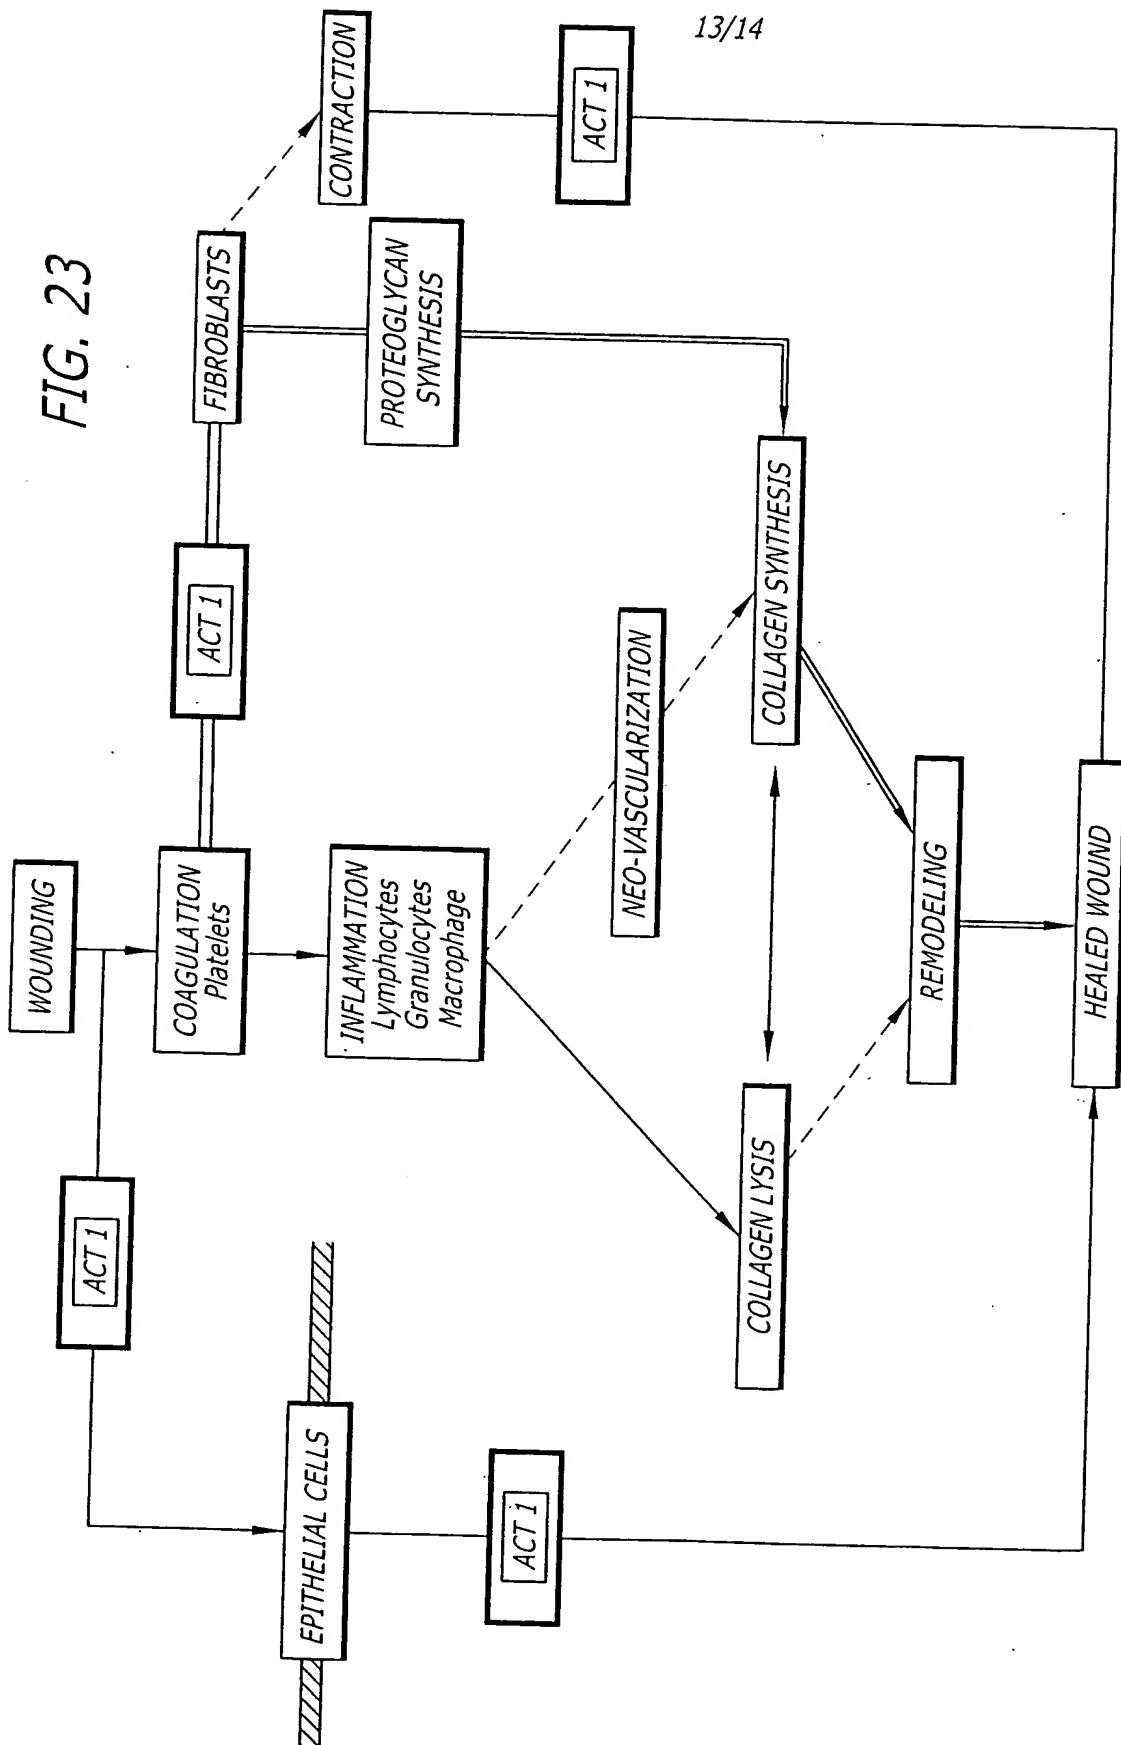 13/14
FIG. 23
WOUNDING
ACT 1
COAGULATION
Platelets
ACT 1
FIBROBLASTS
CONTRACTION
EPITHELIAL CELLS
INFLAMMATION
Lymphocytes
Granulocytes
Macrophage
PROTEOGLYCAN
SYNTHESIS
ACT 1
ACT 1
NEO-VASCULARIZATION
COLLAGEN LYSIS
COLLAGEN SYNTHESIS
REMODELING
HEALED WOUND